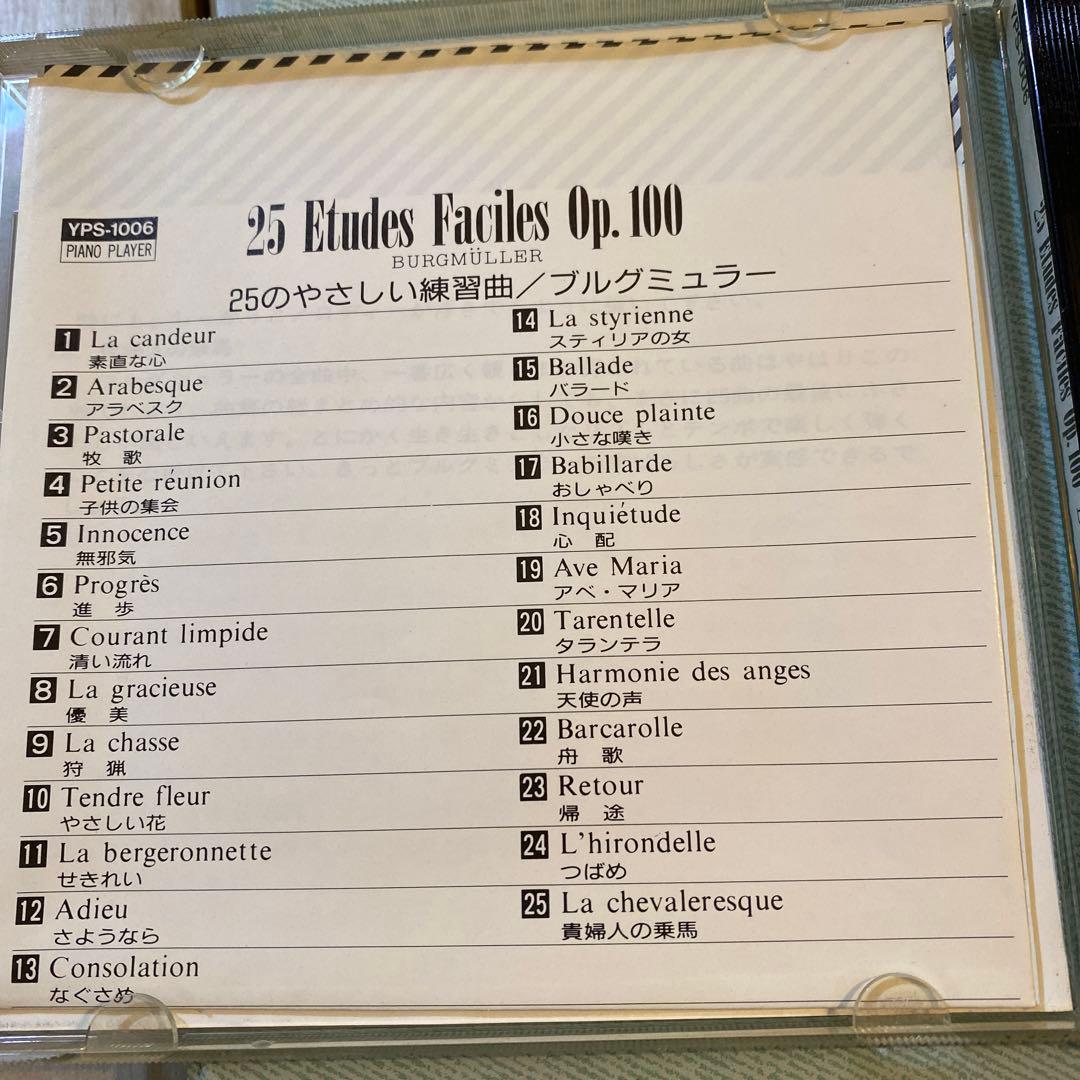 YPS-1006
PIANO PLAYER
25 Etudes Faciles Op. 100
BURGMÜLLER
25のやさしい練習曲／ブルグミュラー
1 La candeur
素直な心
2 Arabesque
アラベスク
3 Pastorale
牧 歌
4 Petite réunion
子供の集会
5 Innocence
無邪気
6 Progrès
進 歩
7 Courant limpide
清い流れ
8 La gracieuse
優 美
9 La chasse
狩 猟
10 Tendre fleur
やさしい花
11 La bergeronnette
せきれい
12 Adieu
さようなら
13 Consolation
なぐさめ
14 La styrienne
スティリアの女
15 Ballade
バラード
16 Douce plainte
小さな嘆き
17 Babillarde
おしゃべり
18 Inquiétude
心 配
19 Ave Maria
アベ・マリア
20 Tarentelle
タランテラ
21 Harmonie des anges
天使の声
22 Barcarolle
舟 歌
23 Retour
帰 途
24 L'hirondelle
つばめ
25 La chevaleresque
貴婦人の乗馬
25 Etudes Faciles Op. 100